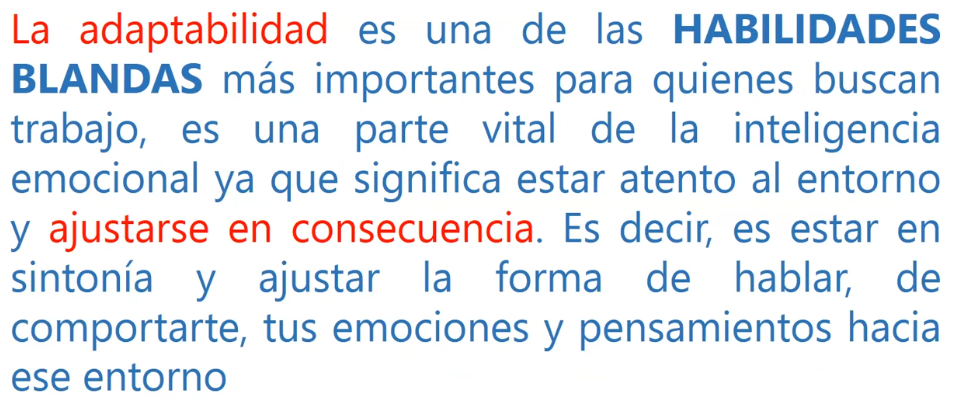 La adaptabilidad es una de las HABILIDADES
BLANDAS más importantes para quienes buscan
trabajo, es una parte vital de la inteligencia
emocional ya que significa estar atento al entorno
y ajustarse en consecuencia. Es decir, es estar en
sintonía y ajustar la forma de hablar, de
comportarte, tus emociones y pensamientos hacia
ese entorno